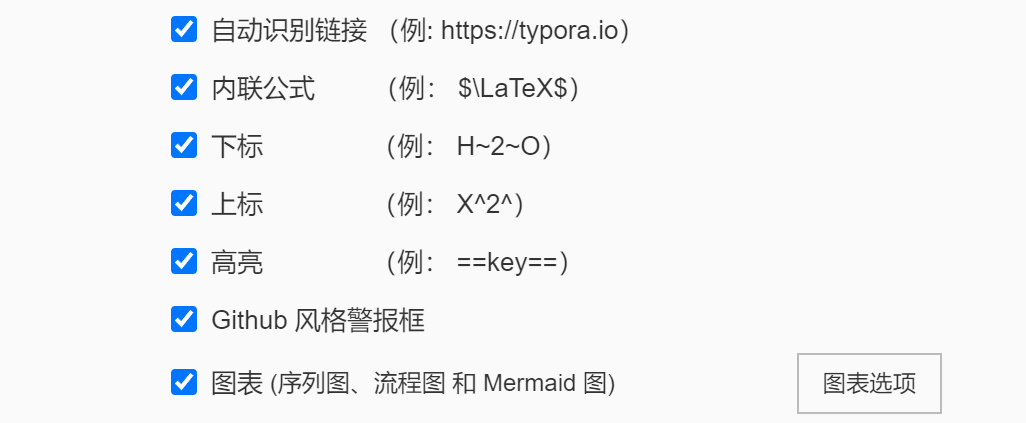 自动识别链接 （例: https://typora.io）
内联公式 （例： $\LaTeX$）
下标 （例： H~2~O）
上标 （例： X^2^）
高亮 （例： ==key==）
Github 风格警报框
图表 (序列图、流程图 和 Mermaid 图) 图表选项